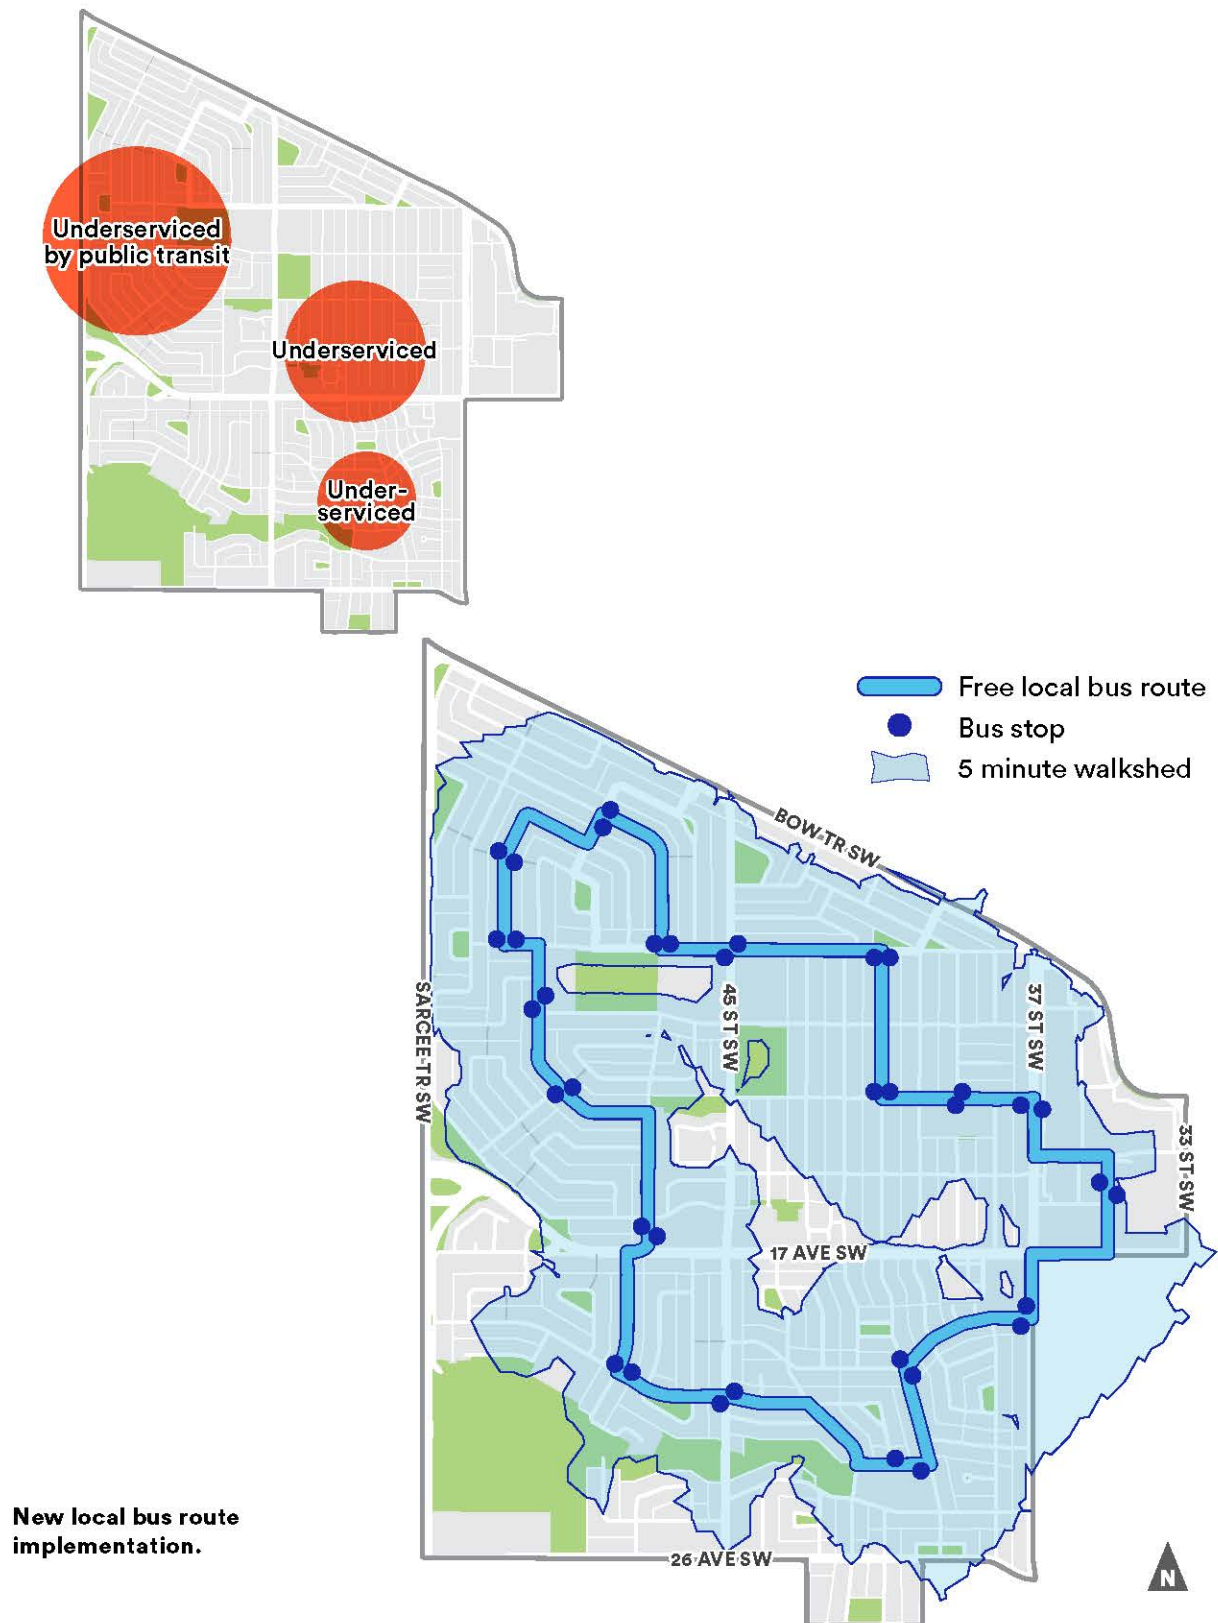 Underserviced
by public transit
Underserviced
Under-
serviced
Free local bus route
Bus stop
5 minute walkshed
BOW TR SW
SARCEE TR SW
45 ST SW
37 ST SW
33 ST SW
17 AVE SW
26 AVE SW
New local bus route
implementation.
N